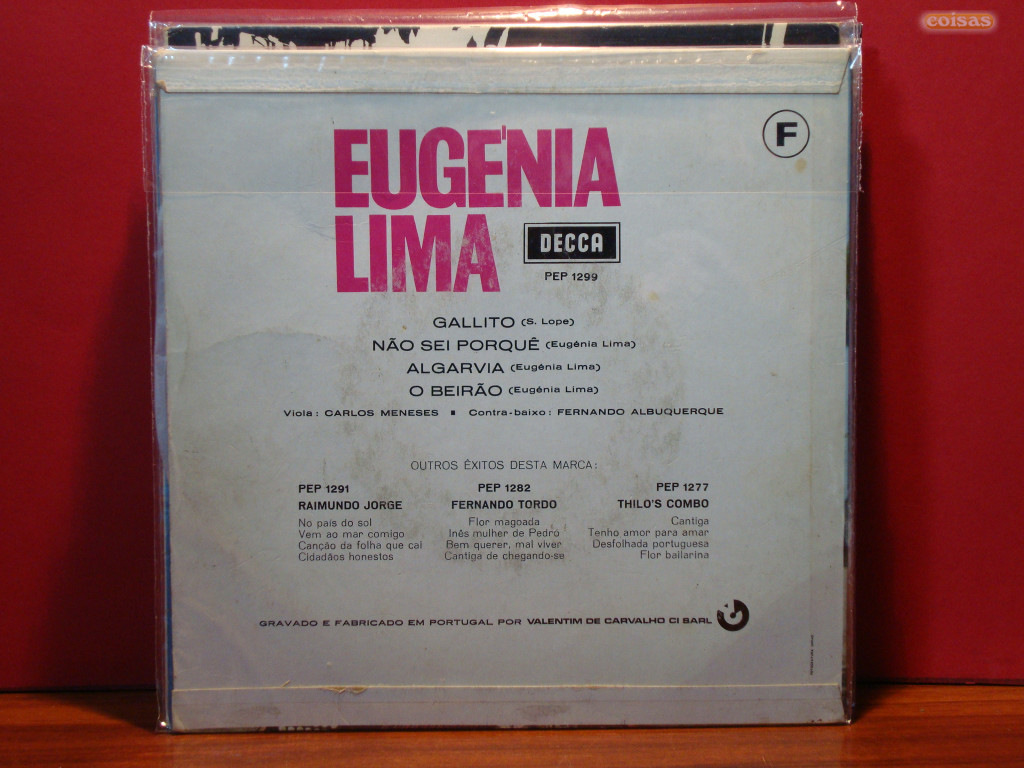 coisas
F
EUGÉNIA
LIMA
DECCA
PEP 1299
GALLITO (S. Lope)
NÃO SEI PORQUÊ (Eugénia Lima)
ALGARVIA (Eugénia Lima)
O BEIRÃO (Eugénia Lima)
Viola: CARLOS MENESES ■ Contra-baixo: FERNANDO ALBUQUERQUE
OUTROS ÊXITOS DESTA MARCA:
PEP 1291
RAIMUNDO JORGE
No país do sol
Vem ao mar comigo
Canção da folha que cai
Cidadãos honestos
PEP 1282
FERNANDO TORDO
Flor magoada
Inês mulher de Pedro
Bem querer, mal viver
Cantiga de chegando-se
PEP 1277
THILO'S COMBO
Cantiga
Tenho amor para amar
Desfolhada portuguesa
Flor bailarina
GRAVADO E FABRICADO EM PORTUGAL POR VALENTIM DE CARVALHO CI SARL